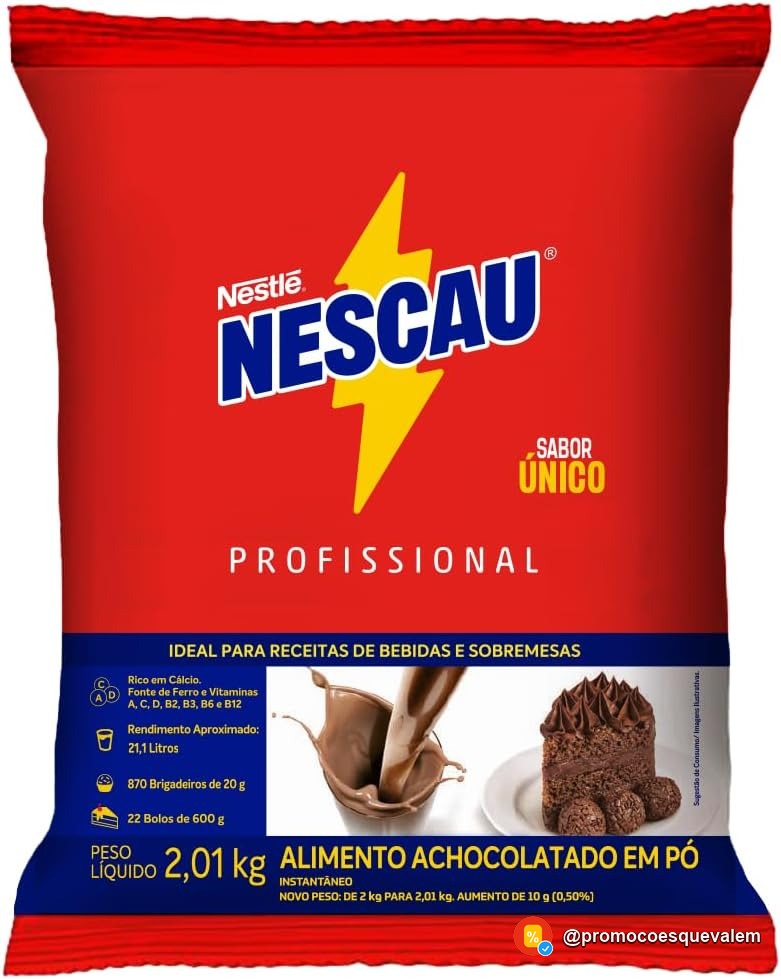 Nestlé®
NESCAU®
SABOR
ÚNICO
PROFISSIONAL
IDEAL PARA RECEITAS DE BEBIDAS E SOBREMESAS
C
A D
Rico em Cálcio.
Fonte de Ferro e Vitaminas
A, C, D, B2, B3, B6 e B12
Rendimento Aproximado:
21,1 Litros
870 Brigadeiros de 20 g
22 Bolos de 600 g
Sugestão de Consumo/ Imagens Ilustrativas.
PESO
LÍQUIDO 2,01 kg
ALIMENTO ACHOCOLATADO EM PÓ
INSTANTÂNEO
NOVO PESO: DE 2 kg PARA 2,01 kg. AUMENTO DE 10 g (0,50%)
% @promocoesquevalem